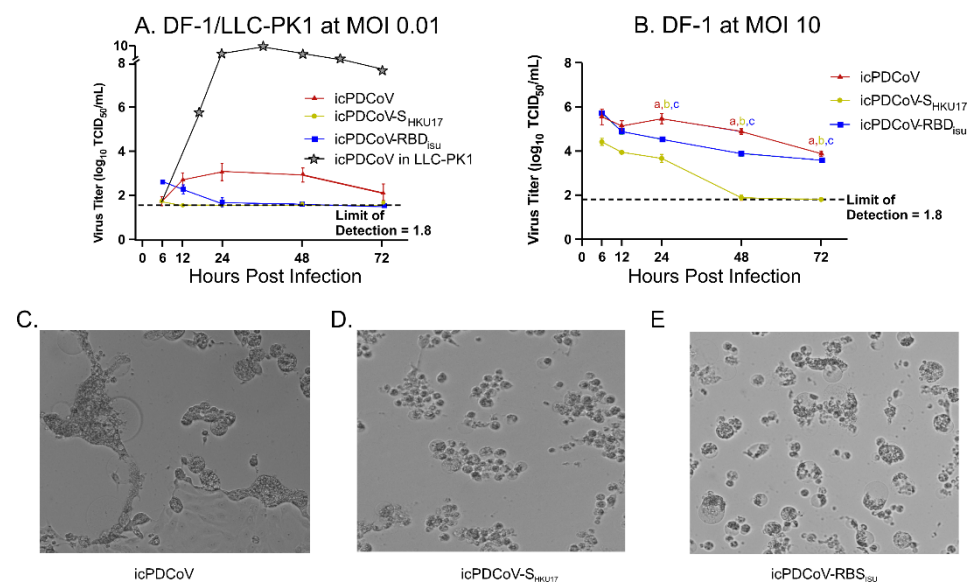 A. DF-1/LLC-PK1 at MOI 0.01
Virus Titer (log10 TCID50/mL)
10
8
6
4
2
0
icPDCoV
icPDCoV-SHKU17
icPDCoV-RBDisu
icPDCoV in LLC-PK1
Limit of
Detection = 1.8
0 6 12 24 48 72
Hours Post Infection
B. DF-1 at MOI 10
Virus Titer (log10 TCID50/mL)
8
6
4
2
0
a,b,c
a,b,c
a,b,c
icPDCoV
icPDCoV-SHKU17
icPDCoV-RBDisu
Limit of
Detection = 1.8
0 6 12 24 48 72
Hours Post Infection
C.
D.
E
icPDCoV
icPDCoV-SHKU17
icPDCoV-RBSISU